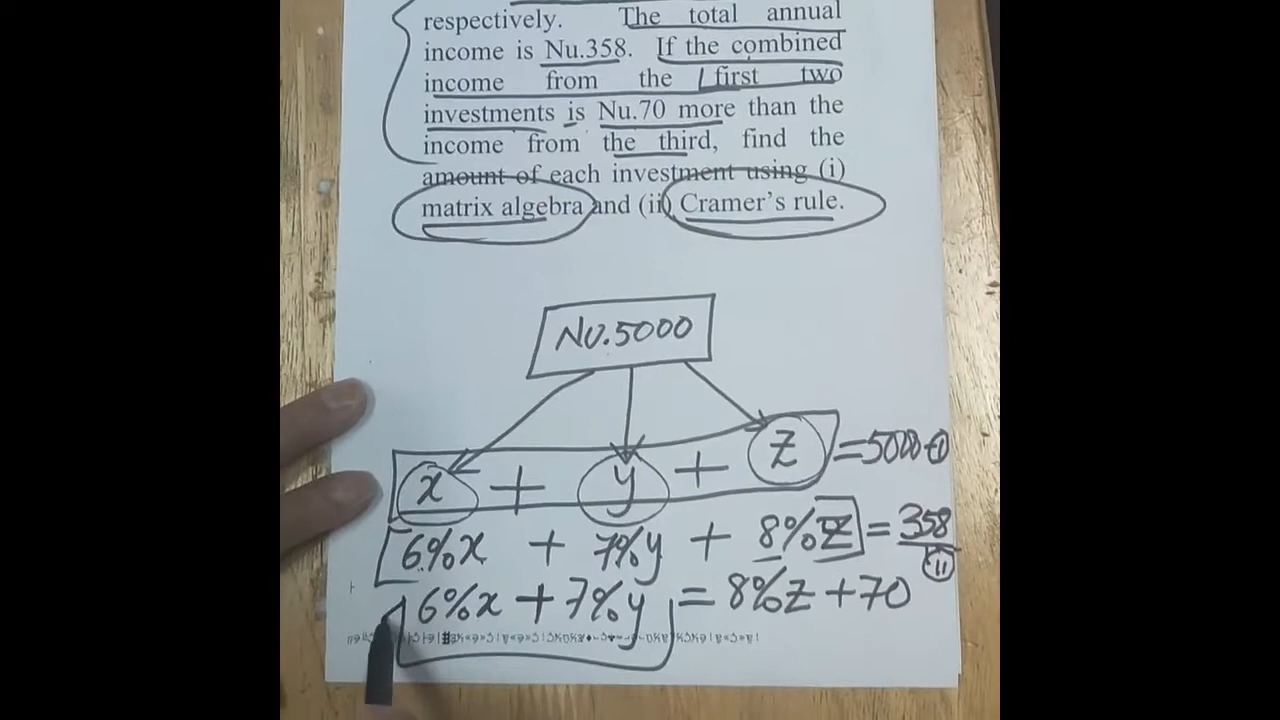 respectively. The total annual
income is Nu.358. If the combined
income from the first two
investments is Nu.70 more than the
income from the third, find the
amount of each investment using (i)
matrix algebra and (ii) Cramer's rule.
Nu.5000
x + y + z = 5000 ①
6%x + 7%y + 8%z = 358
(ii)
6%x + 7%y = 8%z + 70